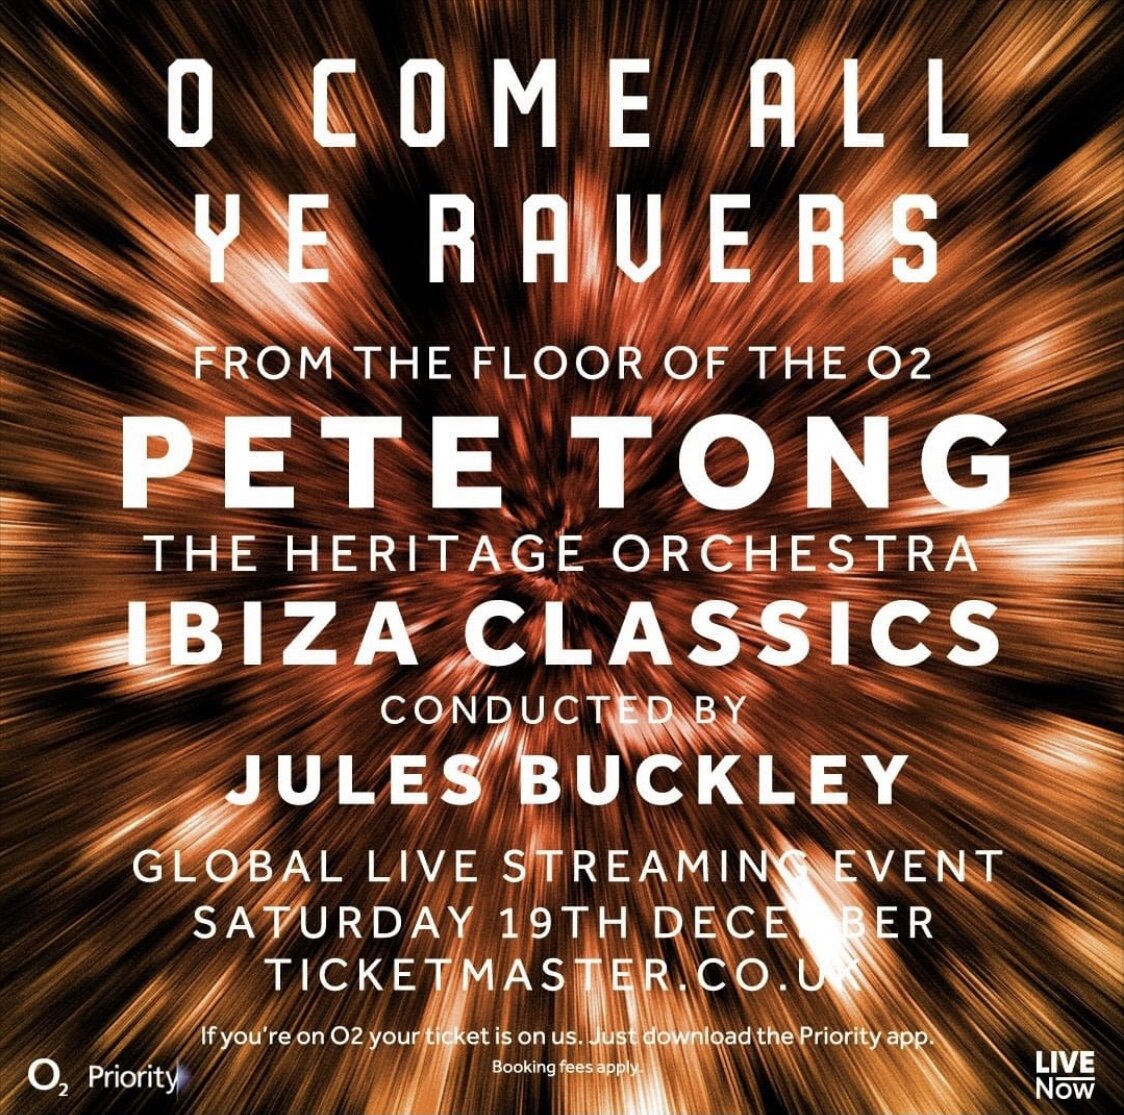 O COME ALL
YE RAVERS
FROM THE FLOOR OF THE O2
PETE TONG
THE HERITAGE ORCHESTRA
IBIZA CLASSICS
CONDUCTED BY
JULES BUCKLEY
GLOBAL LIVE STREAMING EVENT
SATURDAY 19TH DECEMBER
TICKETMASTER.CO.UK
If you're on O2 your ticket is on us. Just download the Priority app.
Booking fees apply.
O2 Priority
LIVE
Now